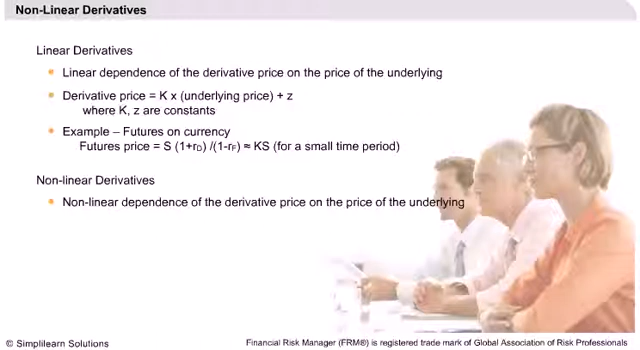 Non-Linear Derivatives
Linear Derivatives
Linear dependence of the derivative price on the price of the underlying
Derivative price = K x (underlying price) + z
where K, z are constants
Example – Futures on currency
Futures price = S (1+rD) /(1-rF) ≈ KS (for a small time period)
Non-linear Derivatives
Non-linear dependence of the derivative price on the price of the underlying
© Simplilearn Solutions
Financial Risk Manager (FRM®) is registered trade mark of Global Association of Risk Professionals